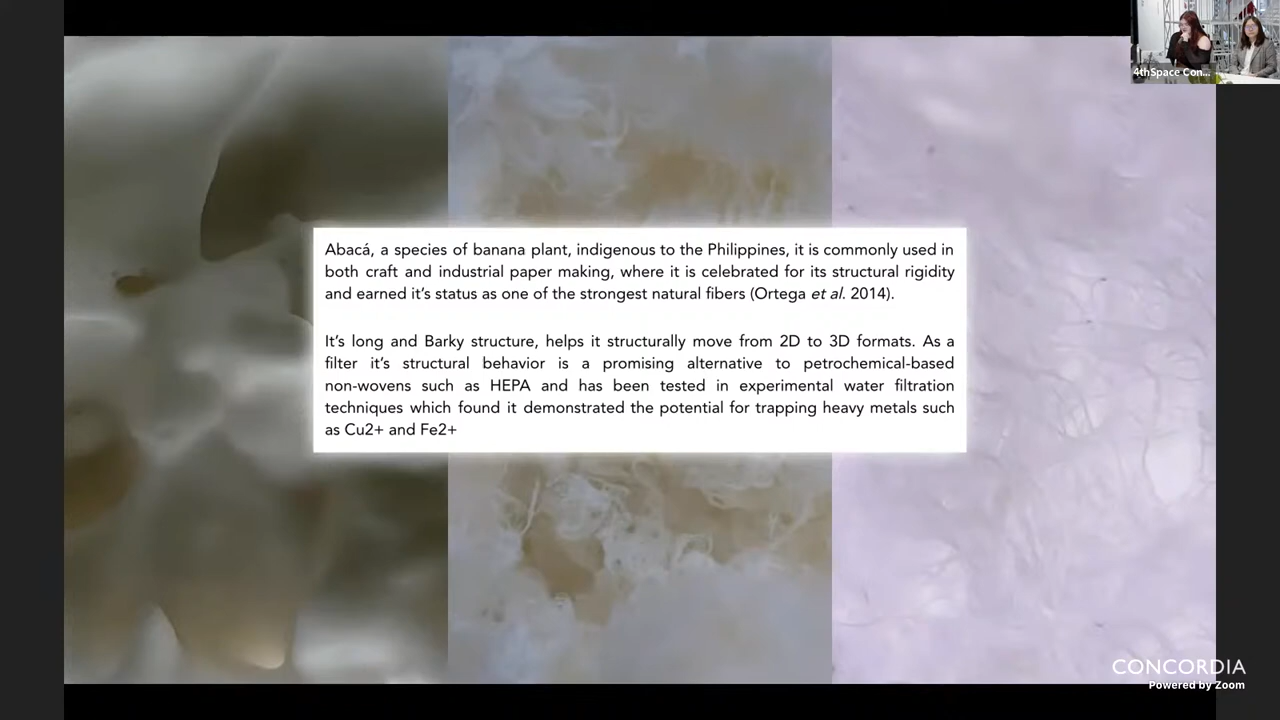 4thSpace Con...
Abacá, a species of banana plant, indigenous to the Philippines, it is commonly used in
both craft and industrial paper making, where it is celebrated for its structural rigidity
and earned it's status as one of the strongest natural fibers (Ortega et al. 2014).
It's long and Barky structure, helps it structurally move from 2D to 3D formats. As a
filter it's structural behavior is a promising alternative to petrochemical-based
non-wovens such as HEPA and has been tested in experimental water filtration
techniques which found it demonstrated the potential for trapping heavy metals such
as Cu2+ and Fe2+
CONCORDIA
Powered by Zoom